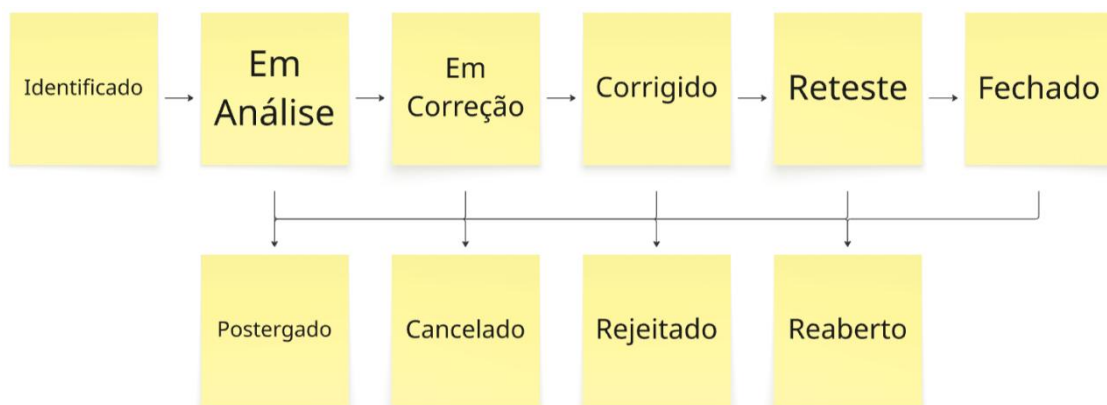 Identificado
Em
Análise
Em
Correção
Corrigido
Reteste
Fechado
Postergado
Cancelado
Rejeitado
Reaberto